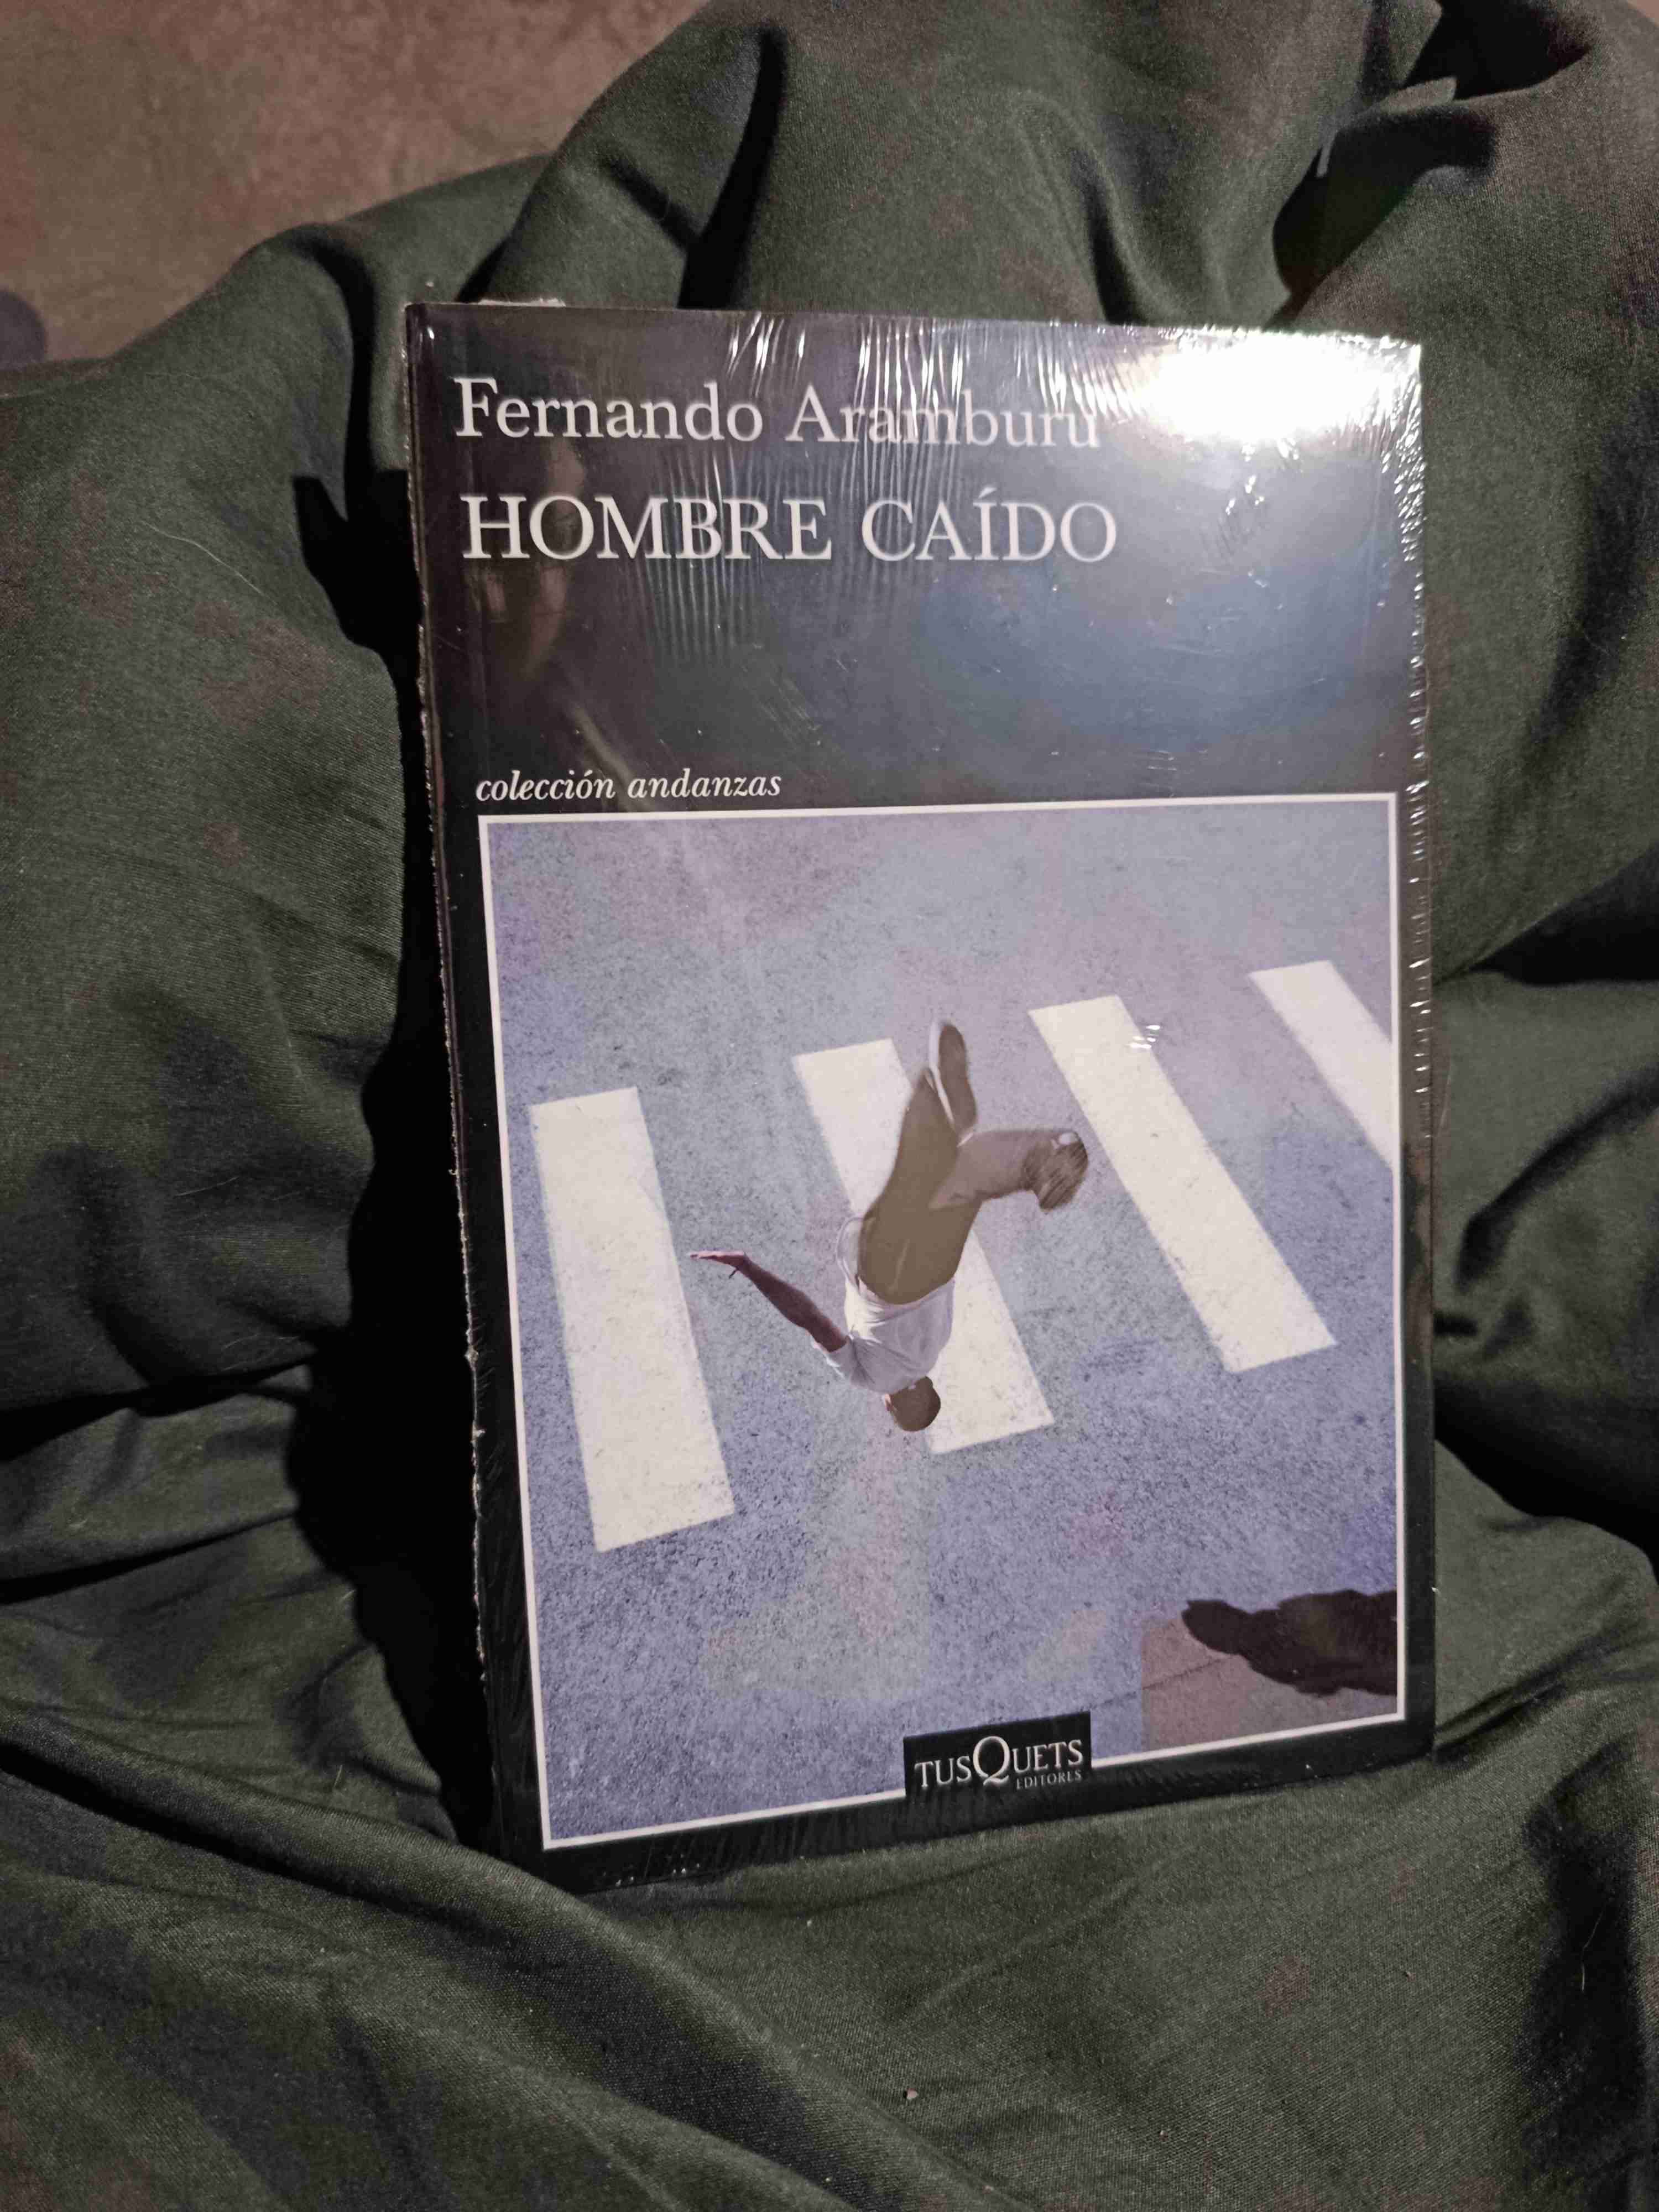 Fernando Aramburu
HOMBRE CAÍDO
colección andanzas
TUSQUETS
EDITORES